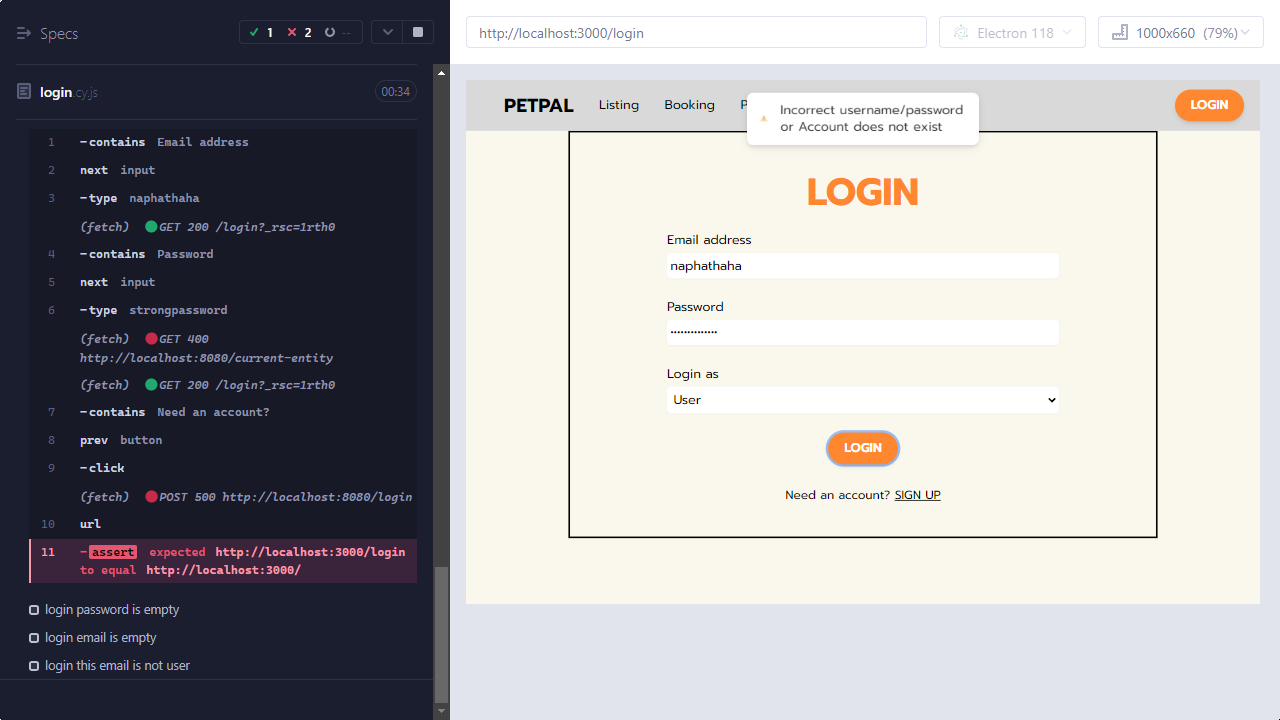 Specs
1
2
--
login.cy.js
00:34
1 -contains Email address
2 next input
3 -type naphathaha
(fetch) GET 200 /login?_rsc=1rth0
4 -contains Password
5 next input
6 -type strongpassword
(fetch) GET 400
http://localhost:8080/current-entity
(fetch) GET 200 /login?_rsc=1rth0
7 -contains Need an account?
8 prev button
9 -click
(fetch) POST 500 http://localhost:8080/login
10 url
11 -assert expected http://localhost:3000/login
to equal http://localhost:3000/
login password is empty
login email is empty
login this email is not user
http://localhost:3000/login
Electron 118
1000x660 (79%)
PETPAL Listing Booking P
Incorrect username/password
or Account does not exist
LOGIN
LOGIN
Email address
naphathaha
Password
••••••••••••••
Login as
User
LOGIN
Need an account? SIGN UP